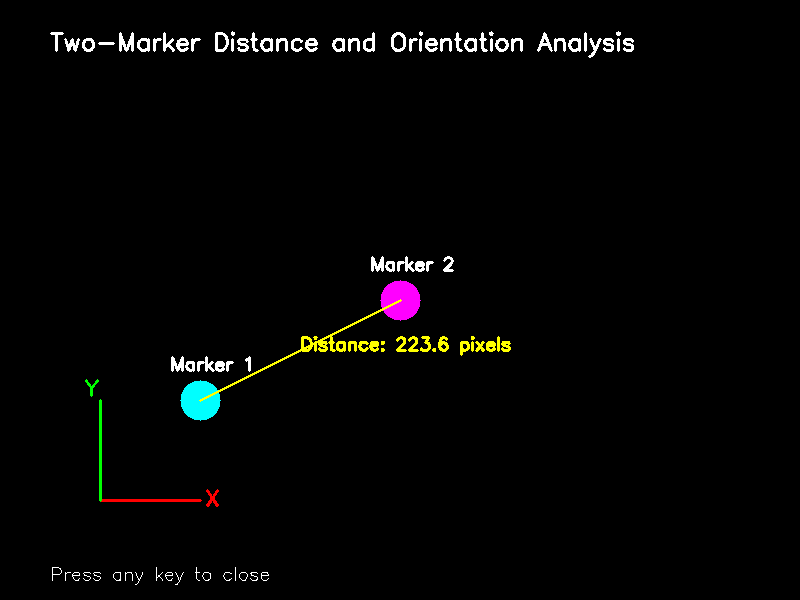 Two-Marker Distance and Orientation Analysis
Marker 2
Distance: 223.6 pixels
Marker 1
Y
X
Press any key to close